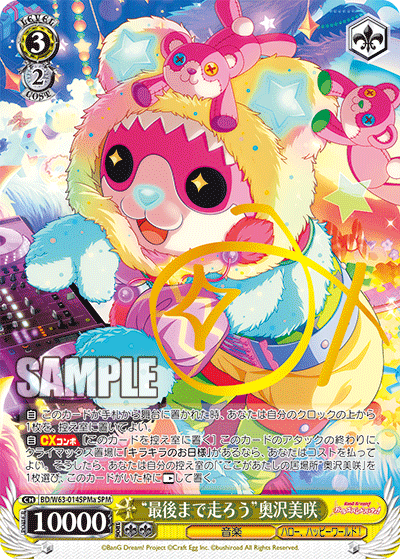 LEVEL
3
2
COST
SAMPLE
自 このカードが手札から舞台に置かれた時、あなたは自分のクロックの上から
1枚を、控え室に置いてよい。
自 CXコンボ [このカードを控え室に置く] このカードのアタックの終わりに、
クライマックス置場に「キラキラのお日様」があるなら、あなたはコストを払ってよ
い。そうしたら、あなたは自分の控え室の“ここがあたしの居場所”奥沢美咲」を
1枚選び、舞台の好きな枠に置く。
CH BD/W63-014SPMa SPM
“最後まで走ろう”奥沢美咲
10000
音楽
ハロー、ハッピーワールド!
©BanG Dream! Project ©Craft Egg Inc. ©bushiroad All Rights Reserved.